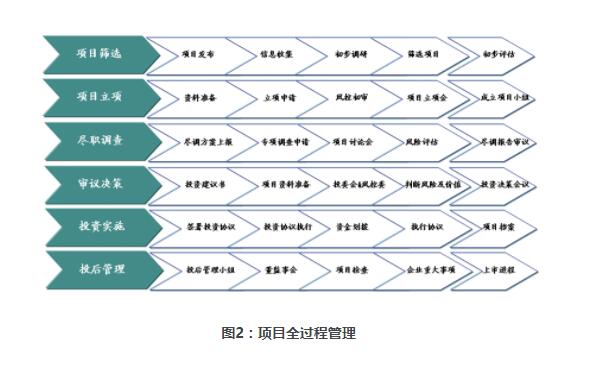 项目筛选 项目发布 信息收集 初步调研 筛选项目 初步评估
项目立项 资料准备 立项申请 风控初审 项目立项会 成立项目小组
尽职调查 尽调方案上报 专项调查申请 项目讨论会 风险评估 尽调报告审议
审议决策 投资建议书 项目资料准备 投委会&风控委 判断风险及价值 投资决策会议
投资实施 签署投资协议 投资协议执行 资金划拨 执行协议 项目档案
投后管理 投后管理小组 董监事会 项目检查 企业重大事项 上市进程
图2：项目全过程管理